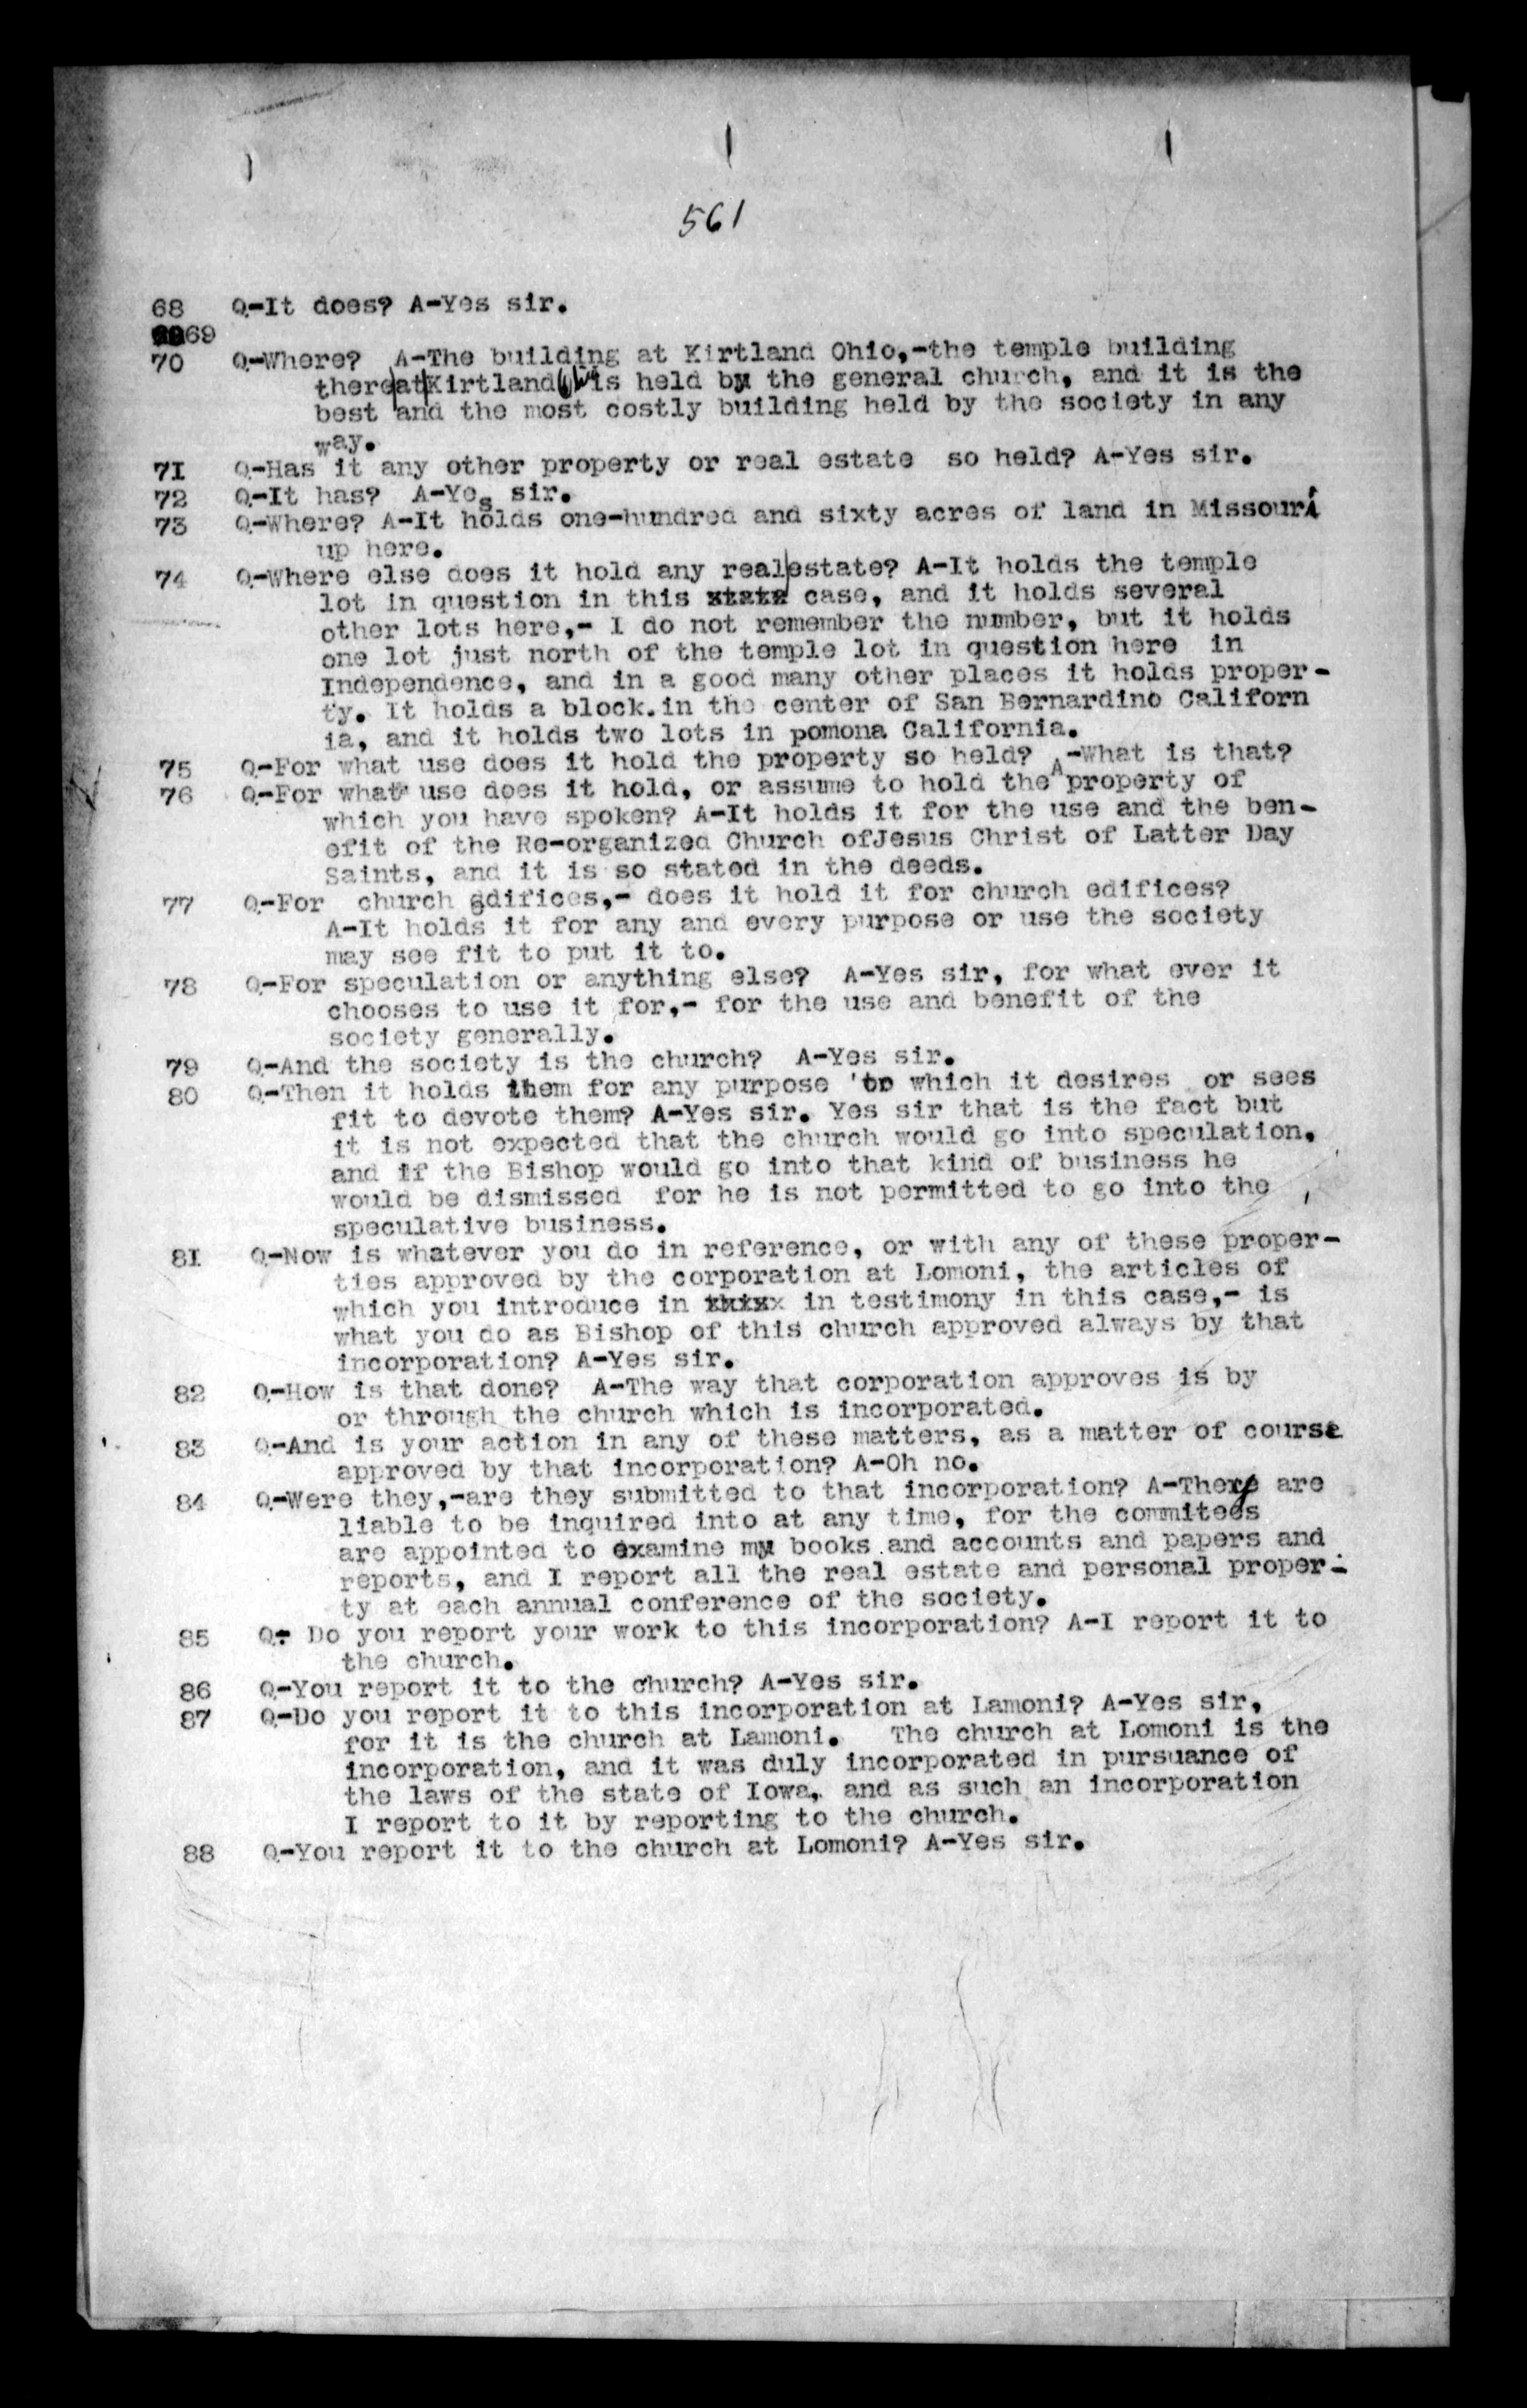 561
68 Q-It does? A-Yes sir.
69
70 Q-Where? A-The building at Kirtland Ohio,-the temple building
there at Kirtland is held by the general church, and it is the
best and the most costly building held by the society in any
way.
71 Q-Has it any other property or real estate so held? A-Yes sir.
72 Q-It has? A-Yes sir.
73 Q-Where? A-It holds one-hundred and sixty acres of land in Missouri
up here.
74 Q-Where else does it hold any real estate? A-It holds the temple
lot in question in this case, and it holds several
other lots here,- I do not remember the number, but it holds
one lot just north of the temple lot in question here in
Independence, and in a good many other places it holds proper-
ty. It holds a block.in the center of San Bernardino Californ
ia, and it holds two lots in pomona California.
75 Q-For what use does it hold the property so held? A-What is that?
76 Q-For what use does it hold, or assume to hold the property of
which you have spoken? A-It holds it for the use and the ben-
efit of the Re-organized Church ofJesus Christ of Latter Day
Saints, and it is so stated in the deeds.
77 Q-For church edifices,- does it hold it for church edifices?
A-It holds it for any and every purpose or use the society
may see fit to put it to.
78 Q-For speculation or anything else? A-Yes sir, for what ever it
chooses to use it for,- for the use and benefit of the
society generally.
79 Q-And the society is the church? A-Yes sir.
80 Q-Then it holds them for any purpose to which it desires or sees
fit to devote them? A-Yes sir. Yes sir that is the fact but
it is not expected that the church would go into speculation,
and if the Bishop would go into that kind of business he
would be dismissed for he is not permitted to go into the
speculative business.
81 Q-Now is whatever you do in reference, or with any of these proper-
ties approved by the corporation at Lomoni, the articles of
which you introduce in in testimony in this case,- is
what you do as Bishop of this church approved always by that
incorporation? A-Yes sir.
82 Q-How is that done? A-The way that corporation approves is by
or through the church which is incorporated.
83 Q-And is your action in any of these matters, as a matter of course
approved by that incorporation? A-Oh no.
84 Q-Were they,-are they submitted to that incorporation? A-They are
liable to be inquired into at any time, for the commitees
are appointed to examine my books and accounts and papers and
reports, and I report all the real estate and personal proper-
ty at each annual conference of the society.
85 Q- Do you report your work to this incorporation? A-I report it to
the church.
86 Q-You report it to the church? A-Yes sir.
87 Q-Do you report it to this incorporation at Lamoni? A-Yes sir,
for it is the church at Lamoni. The church at Lomoni is the
incorporation, and it was duly incorporated in pursuance of
the laws of the state of Iowa, and as such an incorporation
I report to it by reporting to the church.
88 Q-You report it to the church at Lomoni? A-Yes sir.